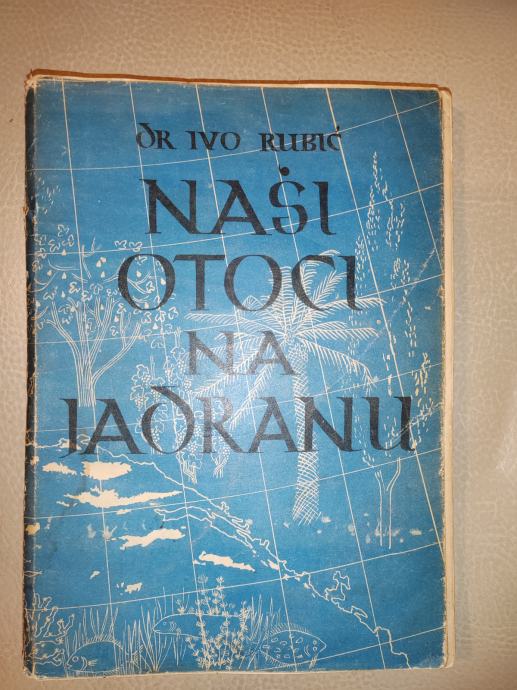 DR IVO RUBIĆ
NAŠI
OTOCI
NA
JADRANU